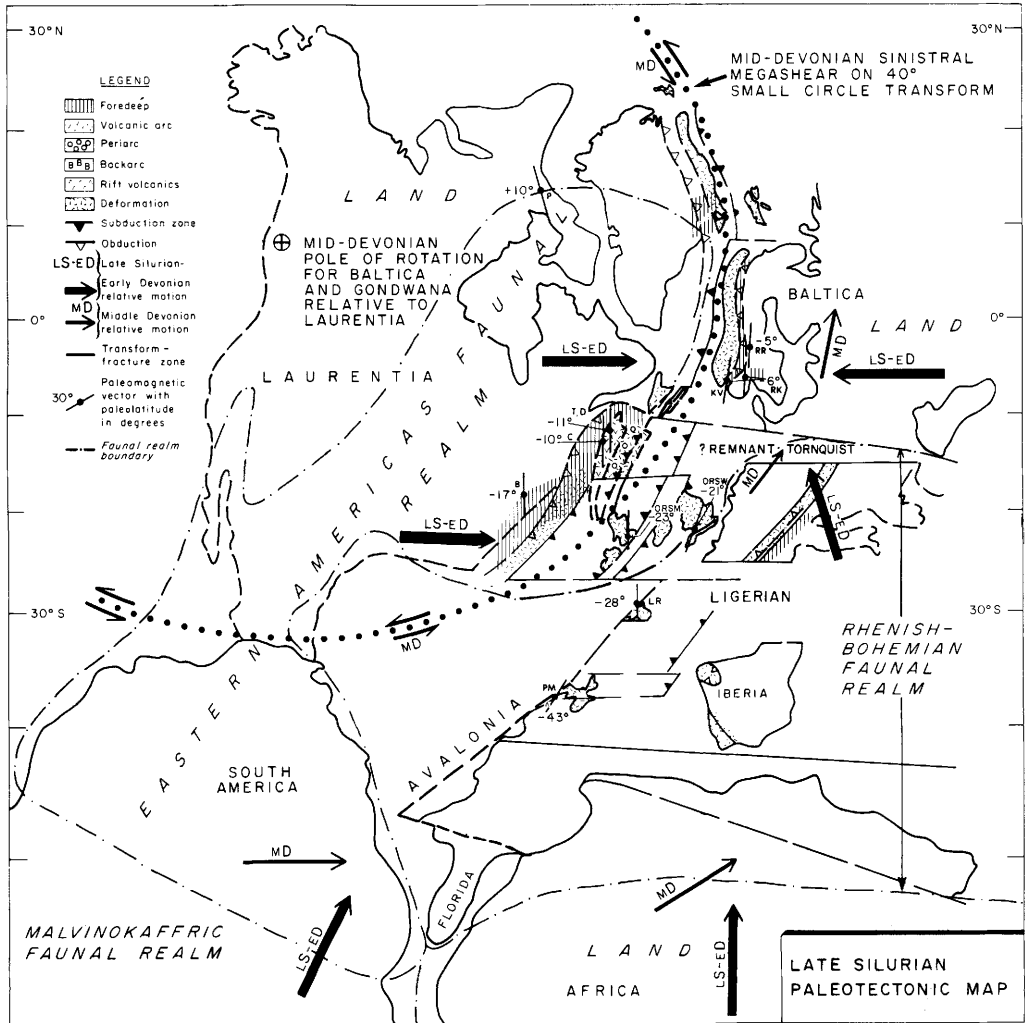 30°N
30°N
LEGEND
Foredeep
Volcanic arc
Periarc
B B B Backarc
Rift volcanics
Deformation
Subduction zone
Obduction
LS-ED Late Silurian-
Early Devonian
relative motion
MD Middle Devonian
relative motion
Transform-
fracture zone
30° Paleomagnetic
vector with
paleolatitude
in degrees
Faunal realm
boundary
MD
MID-DEVONIAN SINISTRAL
MEGASHEAR ON 40°
SMALL CIRCLE TRANSFORM
LAND
+10°
P
MID-DEVONIAN
POLE OF ROTATION
FOR BALTICA
AND GONDWANA
RELATIVE TO
LAURENTIA
BALTICA
LAND
0°
0°
MD
-5°
RR
6°
RK
KV
LS-ED
LS-ED
LAURENTIA
EASTERN AMERICAS FAUNAL REALM
T,D
-11°
-10°
C
B
-17°
? REMNANT TORNQUIST
ORSW
-21°
MD
ORSM
-23°
LS-ED
LS-ED
30°S
30°S
-28°
LR
LIGERIAN
MD
RHENISH-
BOHEMIAN
FAUNAL
REALM
PM
-43°
IBERIA
AVALONIA
SOUTH
AMERICA
MD
MD
FLORIDA
MALVINOKAFFRIC
FAUNAL REALM
LS-ED
LS-ED
LAND
AFRICA
LATE SILURIAN
PALEOTECTONIC MAP